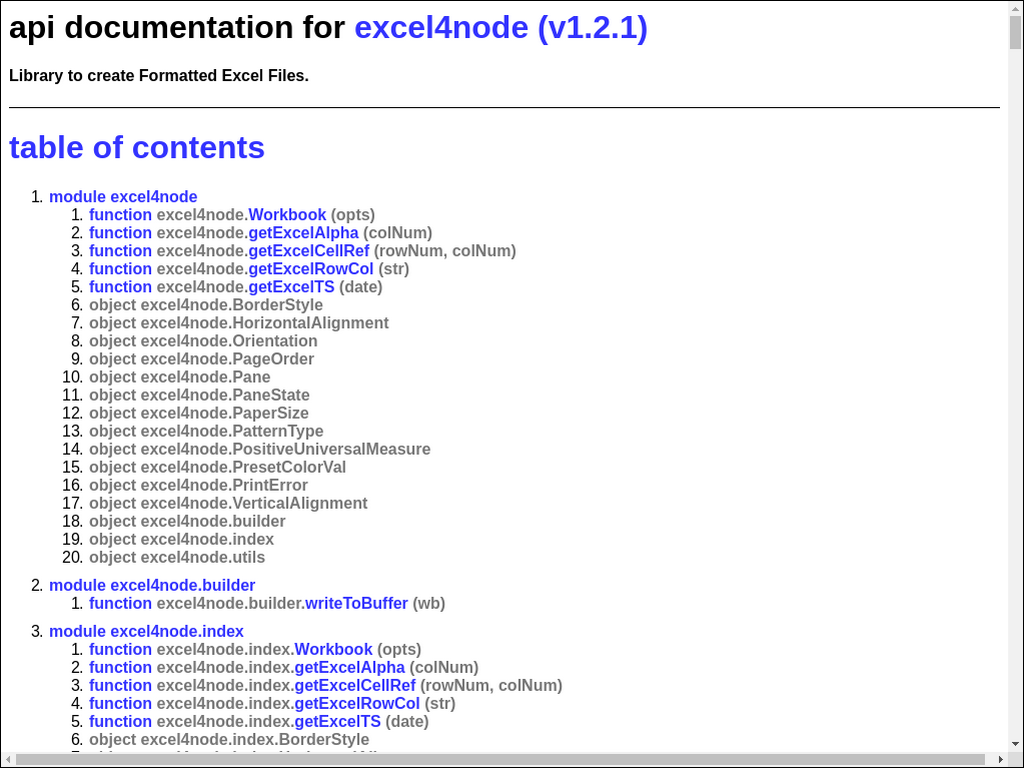 api documentation for excel4node (v1.2.1)
Library to create Formatted Excel Files.
table of contents
1. module excel4node
1. function excel4node.Workbook (opts)
2. function excel4node.getExcelAlpha (colNum)
3. function excel4node.getExcelCellRef (rowNum, colNum)
4. function excel4node.getExcelRowCol (str)
5. function excel4node.getExcelTS (date)
6. object excel4node.BorderStyle
7. object excel4node.HorizontalAlignment
8. object excel4node.Orientation
9. object excel4node.PageOrder
10. object excel4node.Pane
11. object excel4node.PaneState
12. object excel4node.PaperSize
13. object excel4node.PatternType
14. object excel4node.PositiveUniversalMeasure
15. object excel4node.PresetColorVal
16. object excel4node.PrintError
17. object excel4node.VerticalAlignment
18. object excel4node.builder
19. object excel4node.index
20. object excel4node.utils
2. module excel4node.builder
1. function excel4node.builder.writeToBuffer (wb)
3. module excel4node.index
1. function excel4node.index.Workbook (opts)
2. function excel4node.index.getExcelAlpha (colNum)
3. function excel4node.index.getExcelCellRef (rowNum, colNum)
4. function excel4node.index.getExcelRowCol (str)
5. function excel4node.index.getExcelTS (date)
6. object excel4node.index.BorderStyle